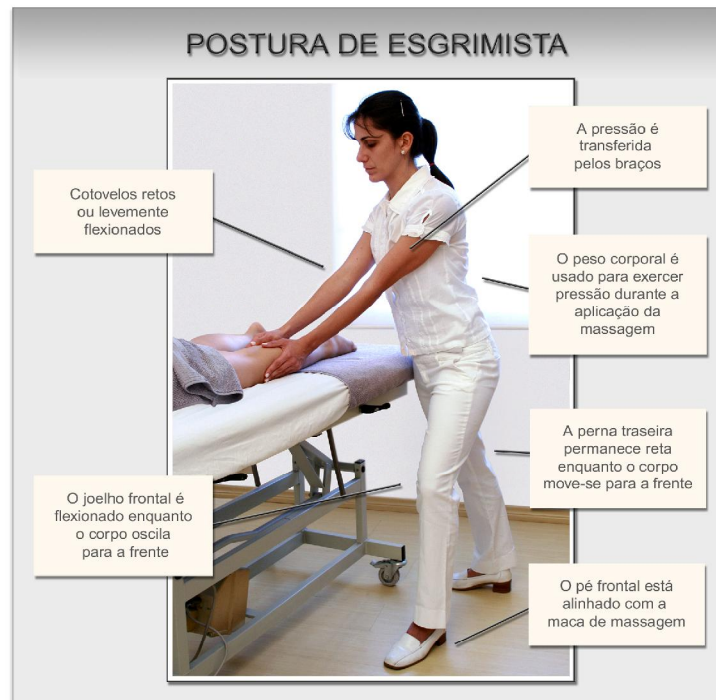 POSTURA DE ESGRIMISTA
Cotovelos retos
ou levemente
flexionados
A pressão é
transferida
pelos braços
O peso corporal é
usado para exercer
pressão durante a
aplicação da
massagem
A perna traseira
permanece reta
enquanto o corpo
move-se para a frente
O joelho frontal é
flexionado enquanto
o corpo oscila
para a frente
O pé frontal está
alinhado com a
maca de massagem